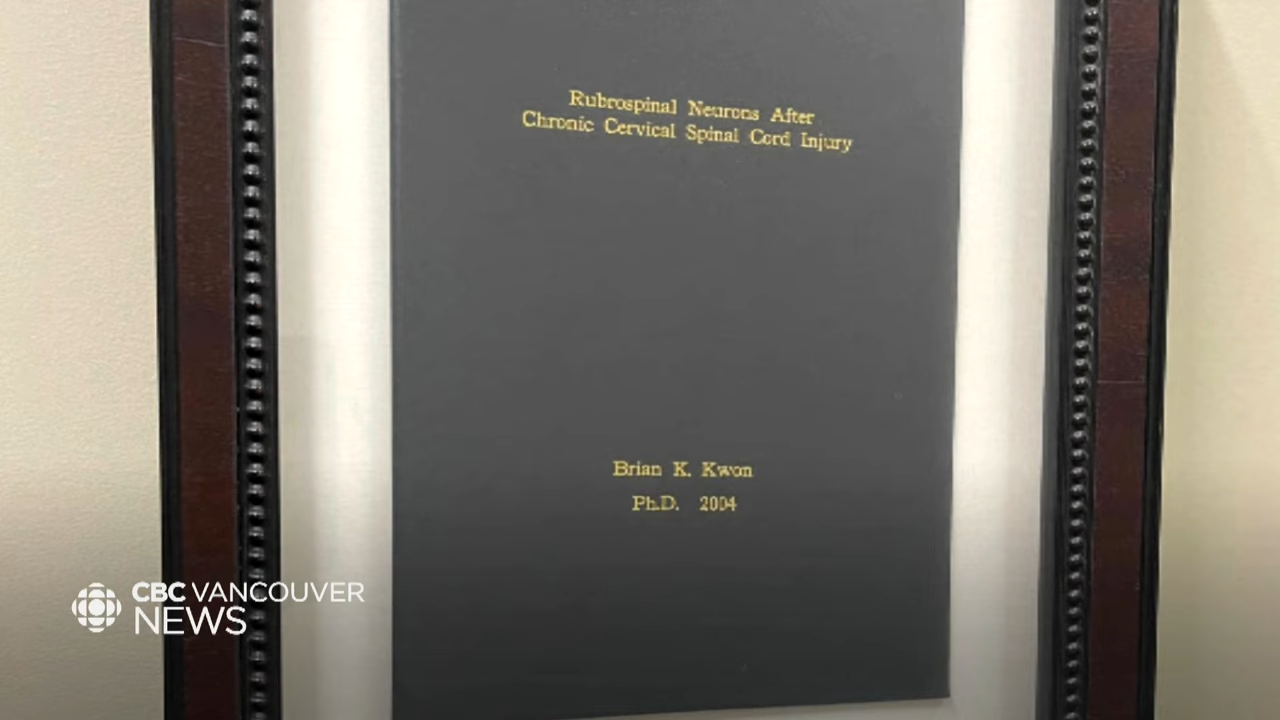 Rubrospinal Neurons After
Chronic Cervical Spinal Cord Injury
Brian K. Kwon
Ph.D. 2004
CBC VANCOUVER
NEWS